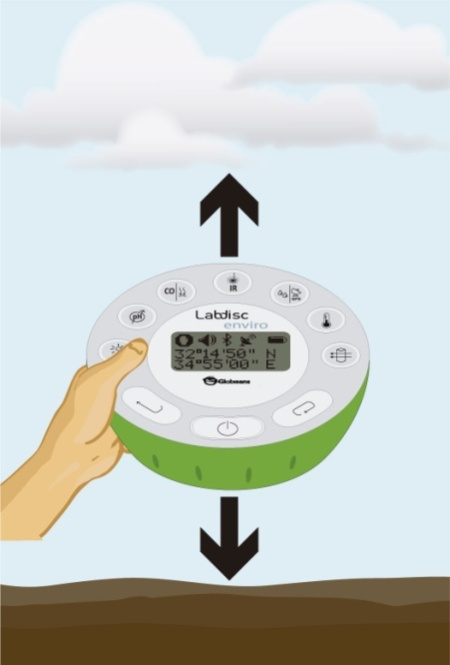 IR
CO
pH
Labdisc
enviro
32°14'50" N
34°55'00" E
Globisens